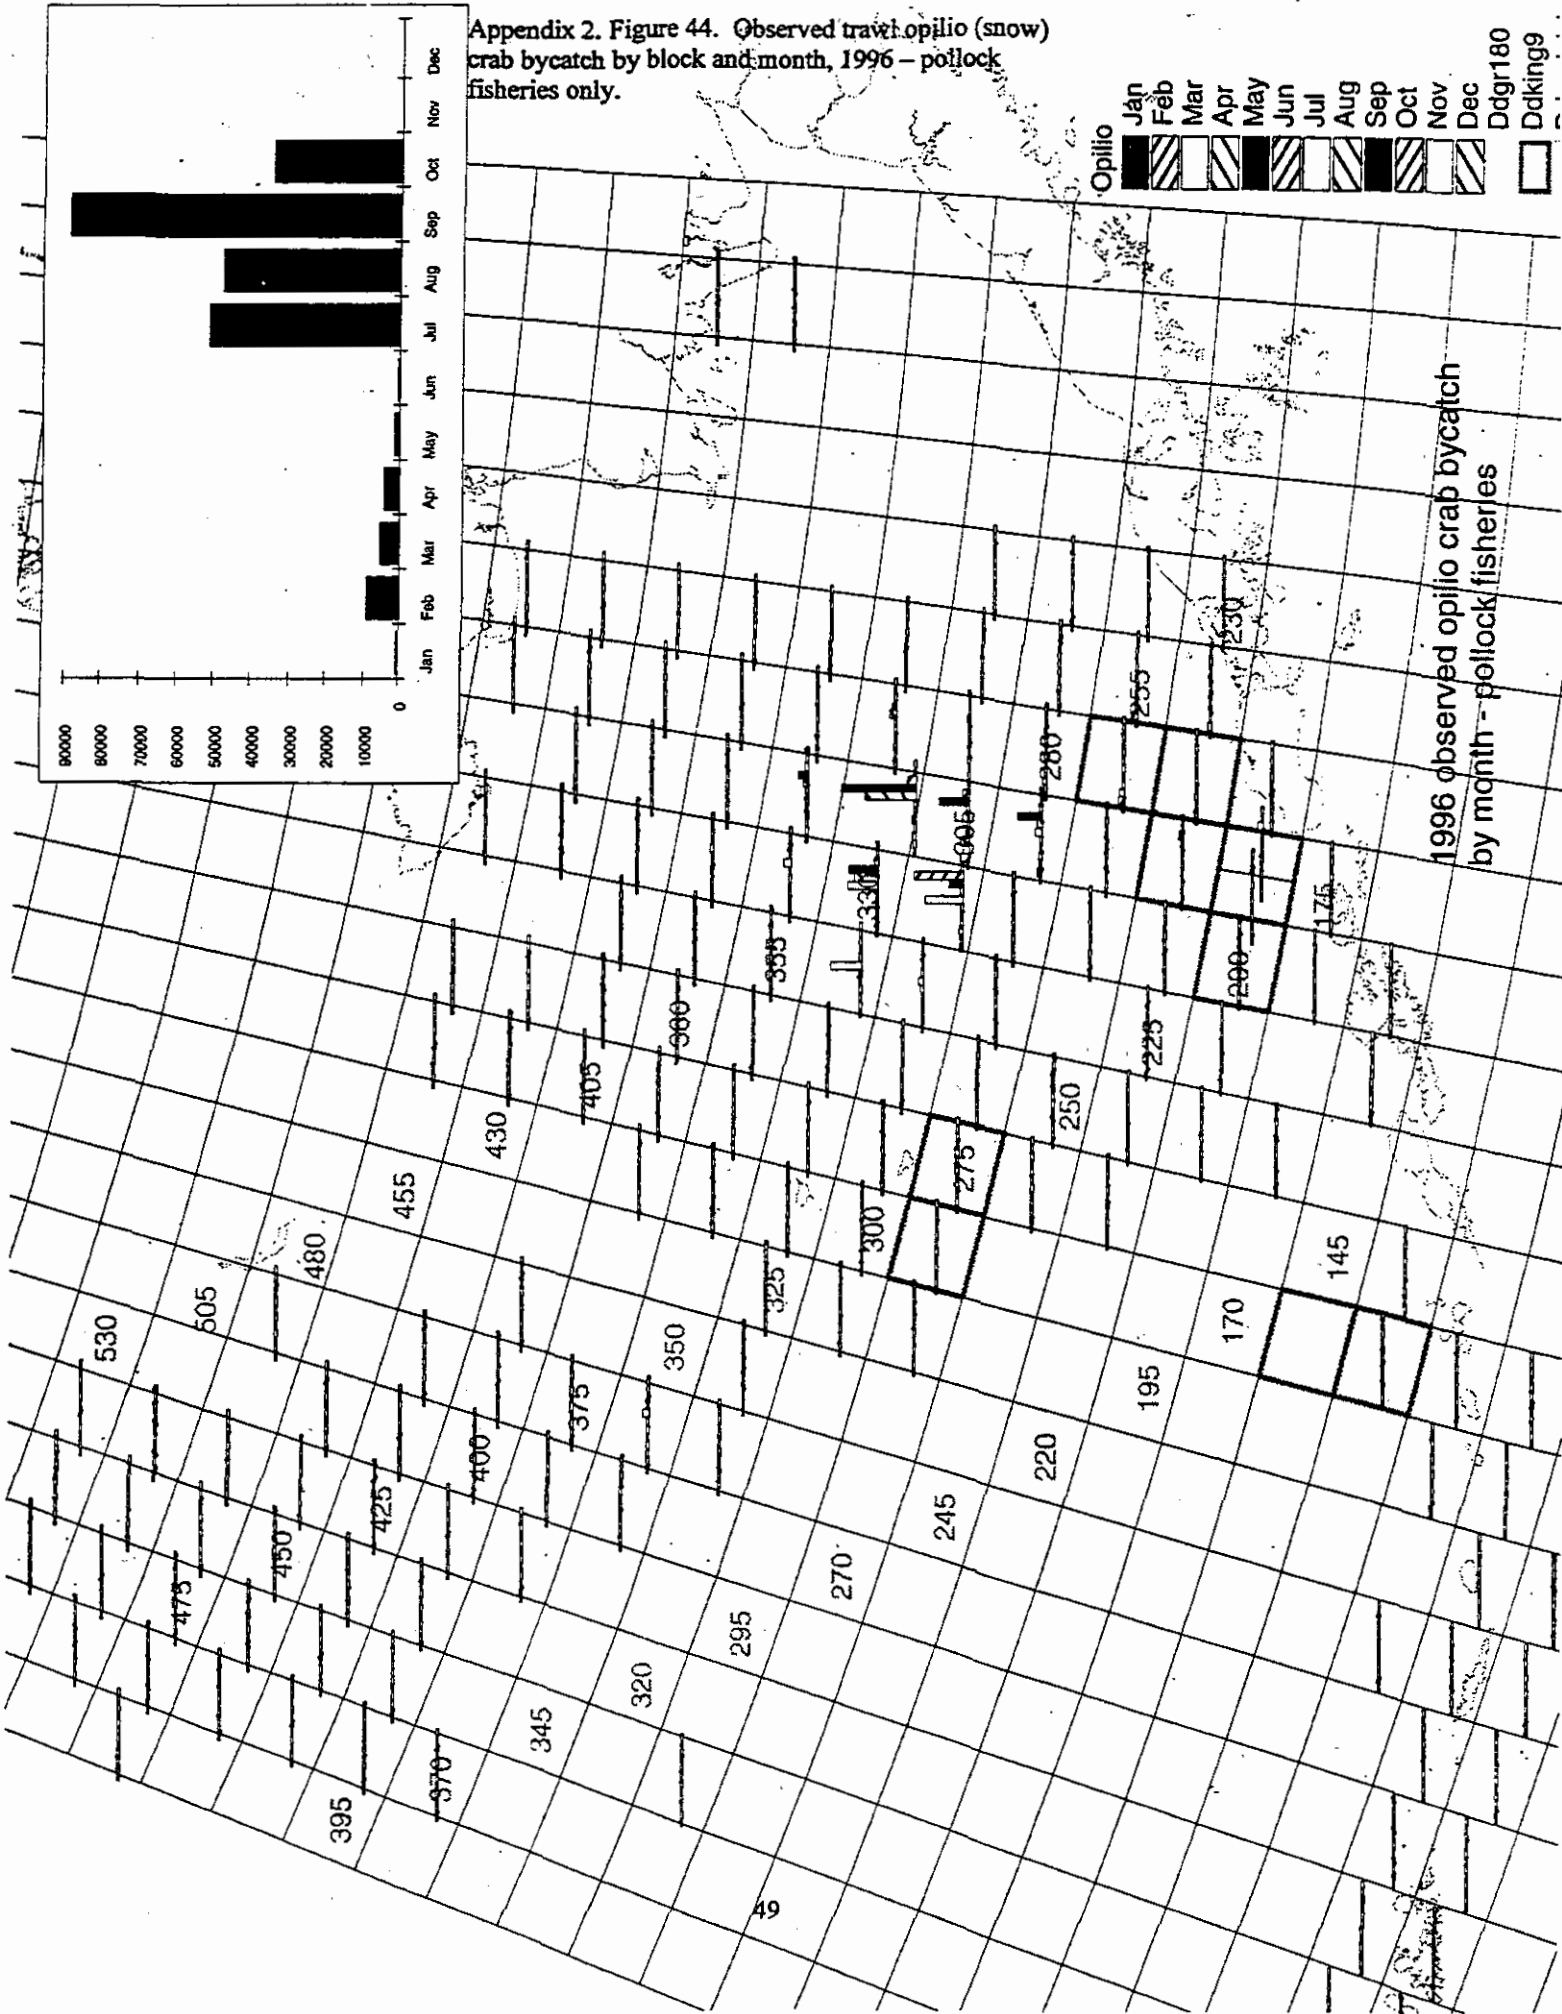 Appendix 2. Figure 44. Observed trawl opilio (snow)
crab bycatch by block and month, 1996 – pollock
fisheries only.
90000
80000
70000
60000
50000
40000
30000
20000
10000
0
Jan
Feb
Mar
Apr
May
Jun
Jul
Aug
Sep
Oct
Nov
Dec
Opilio
Jan
Feb
Mar
Apr
May
Jun
Jul
Aug
Sep
Oct
Nov
Dec
Ddgr180
Ddking9
1996 observed opilio crab bycatch
by month - pollock fisheries
530
505
480
455
430
405
380
355
330
305
280
255
230
475
450
425
400
375
350
325
300
275
250
225
200
175
395
370
345
320
295
270
245
220
195
170
145
49